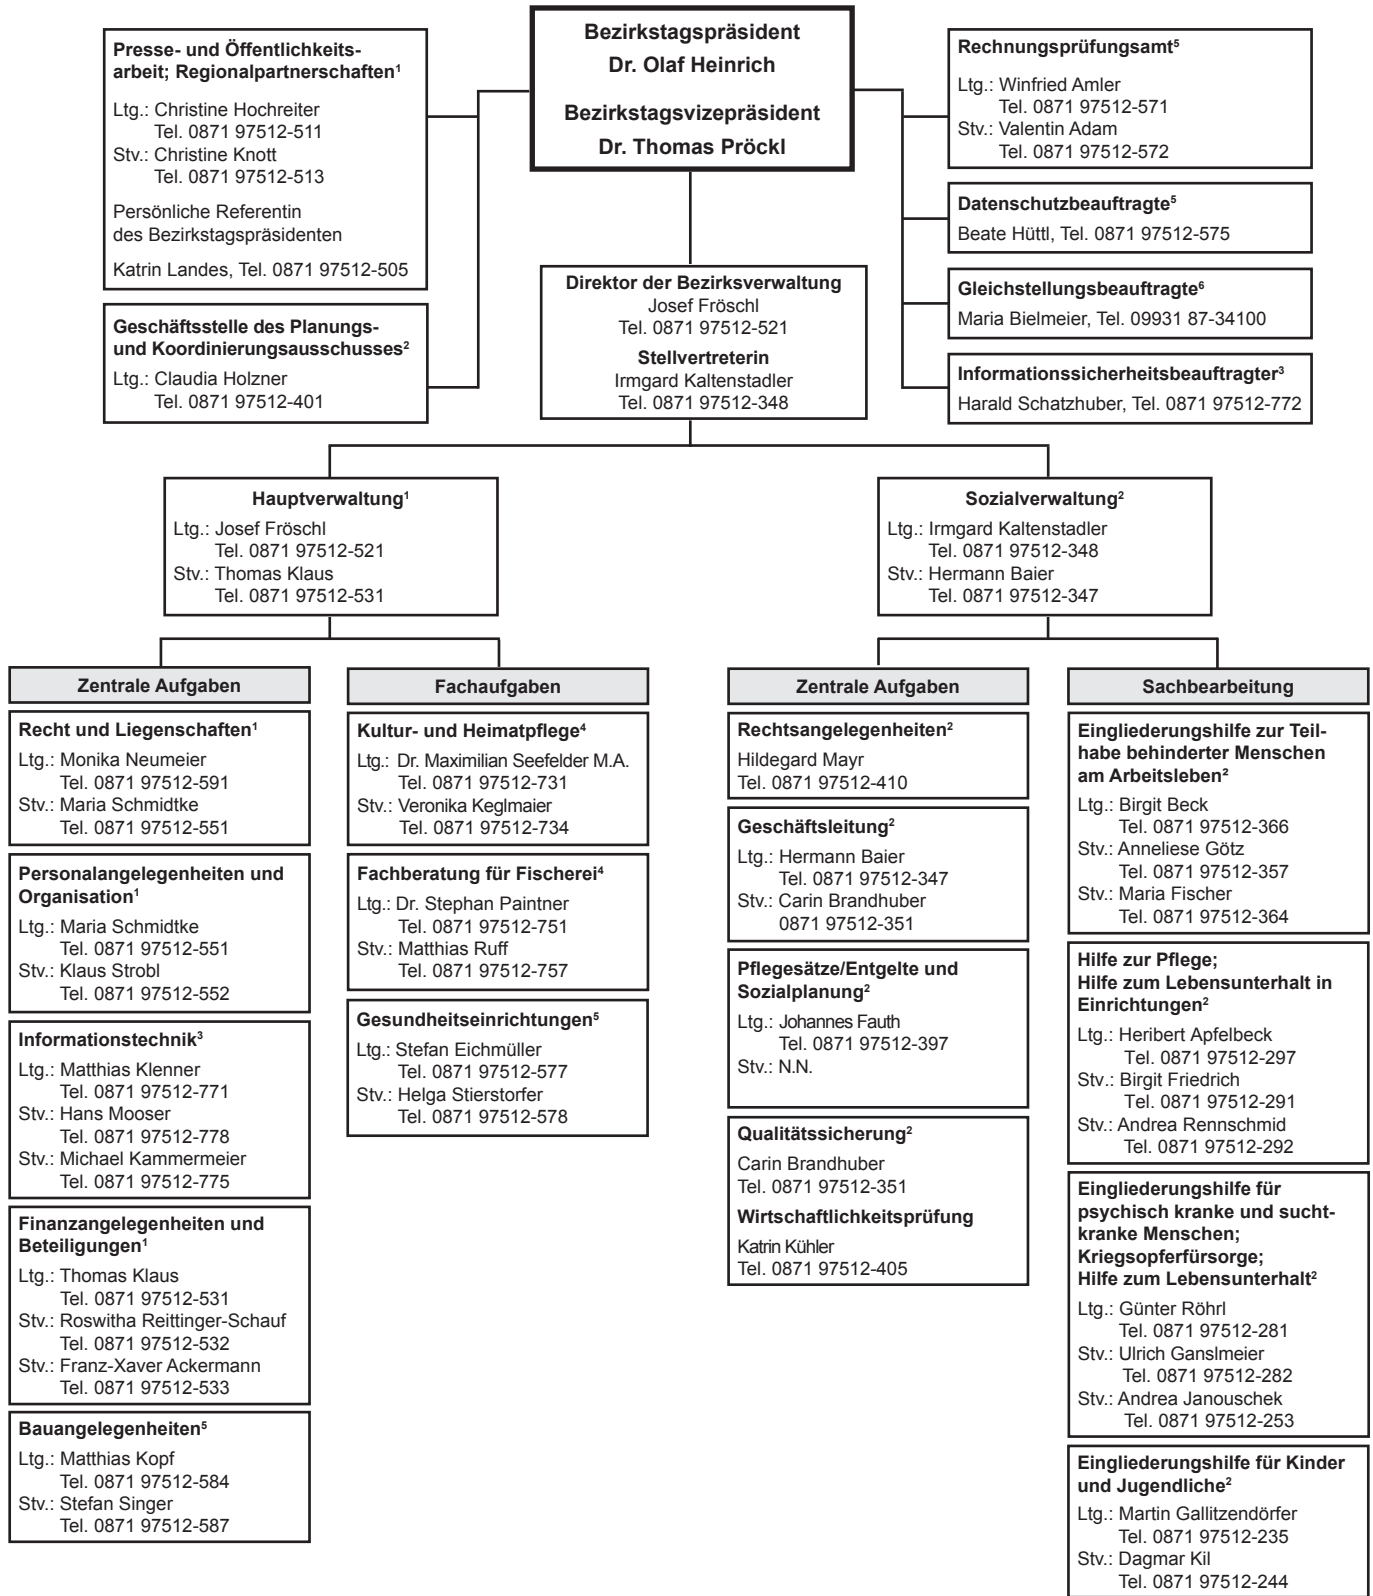 Bezirkstagspräsident
Dr. Olaf Heinrich
Bezirkstagsvizepräsident
Dr. Thomas Pröckl
Presse- und Öffentlichkeits-
arbeit; Regionalpartnerschaften¹
Ltg.: Christine Hochreiter
Tel. 0871 97512-511
Stv.: Christine Knott
Tel. 0871 97512-513
Persönliche Referentin
des Bezirkstagspräsidenten
Katrin Landes, Tel. 0871 97512-505
Geschäftsstelle des Planungs-
und Koordinierungsausschusses²
Ltg.: Claudia Holzner
Tel. 0871 97512-401
Rechnungsprüfungsamt⁵
Ltg.: Winfried Amler
Tel. 0871 97512-571
Stv.: Valentin Adam
Tel. 0871 97512-572
Datenschutzbeauftragte⁵
Beate Hüttl, Tel. 0871 97512-575
Gleichstellungsbeauftragte⁶
Maria Bielmeier, Tel. 09931 87-34100
Informationssicherheitsbeauftragter³
Harald Schatzhuber, Tel. 0871 97512-772
Direktor der Bezirksverwaltung
Josef Fröschl
Tel. 0871 97512-521
Stellvertreterin
Irmgard Kaltenstadler
Tel. 0871 97512-348
Hauptverwaltung¹
Ltg.: Josef Fröschl
Tel. 0871 97512-521
Stv.: Thomas Klaus
Tel. 0871 97512-531
Sozialverwaltung²
Ltg.: Irmgard Kaltenstadler
Tel. 0871 97512-348
Stv.: Hermann Baier
Tel. 0871 97512-347
Zentrale Aufgaben
Recht und Liegenschaften¹
Ltg.: Monika Neumeier
Tel. 0871 97512-591
Stv.: Maria Schmidtke
Tel. 0871 97512-551
Personalangelegenheiten und
Organisation¹
Ltg.: Maria Schmidtke
Tel. 0871 97512-551
Stv.: Klaus Strobl
Tel. 0871 97512-552
Informationstechnik³
Ltg.: Matthias Klenner
Tel. 0871 97512-771
Stv.: Hans Mooser
Tel. 0871 97512-778
Stv.: Michael Kammermeier
Tel. 0871 97512-775
Finanzangelegenheiten und
Beteiligungen¹
Ltg.: Thomas Klaus
Tel. 0871 97512-531
Stv.: Roswitha Reittinger-Schauf
Tel. 0871 97512-532
Stv.: Franz-Xaver Ackermann
Tel. 0871 97512-533
Bauangelegenheiten⁵
Ltg.: Matthias Kopf
Tel. 0871 97512-584
Stv.: Stefan Singer
Tel. 0871 97512-587
Fachaufgaben
Kultur- und Heimatpflege⁴
Ltg.: Dr. Maximilian Seefelder M.A.
Tel. 0871 97512-731
Stv.: Veronika Keglmaier
Tel. 0871 97512-734
Fachberatung für Fischerei⁴
Ltg.: Dr. Stephan Paintner
Tel. 0871 97512-751
Stv.: Matthias Ruff
Tel. 0871 97512-757
Gesundheitseinrichtungen⁵
Ltg.: Stefan Eichmüller
Tel. 0871 97512-577
Stv.: Helga Stierstorfer
Tel. 0871 97512-578
Zentrale Aufgaben
Rechtsangelegenheiten²
Hildegard Mayr
Tel. 0871 97512-410
Geschäftsleitung²
Ltg.: Hermann Baier
Tel. 0871 97512-347
Stv.: Carin Brandhuber
0871 97512-351
Pflegesätze/Entgelte und
Sozialplanung²
Ltg.: Johannes Fauth
Tel. 0871 97512-397
Stv.: N.N.
Qualitätssicherung²
Carin Brandhuber
Tel. 0871 97512-351
Wirtschaftlichkeitsprüfung
Katrin Kühler
Tel. 0871 97512-405
Sachbearbeitung
Eingliederungshilfe zur Teil-
habe behinderter Menschen
am Arbeitsleben²
Ltg.: Birgit Beck
Tel. 0871 97512-366
Stv.: Anneliese Götz
Tel. 0871 97512-357
Stv.: Maria Fischer
Tel. 0871 97512-364
Hilfe zur Pflege;
Hilfe zum Lebensunterhalt in
Einrichtungen²
Ltg.: Heribert Apfelbeck
Tel. 0871 97512-297
Stv.: Birgit Friedrich
Tel. 0871 97512-291
Stv.: Andrea Rennschmid
Tel. 0871 97512-292
Eingliederungshilfe für
psychisch kranke und sucht-
kranke Menschen;
Kriegsopferfürsorge;
Hilfe zum Lebensunterhalt²
Ltg.: Günter Röhrl
Tel. 0871 97512-281
Stv.: Ulrich Ganslmeier
Tel. 0871 97512-282
Stv.: Andrea Janouschek
Tel. 0871 97512-253
Eingliederungshilfe für Kinder
und Jugendliche²
Ltg.: Martin Gallitzendörfer
Tel. 0871 97512-235
Stv.: Dagmar Kil
Tel. 0871 97512-244